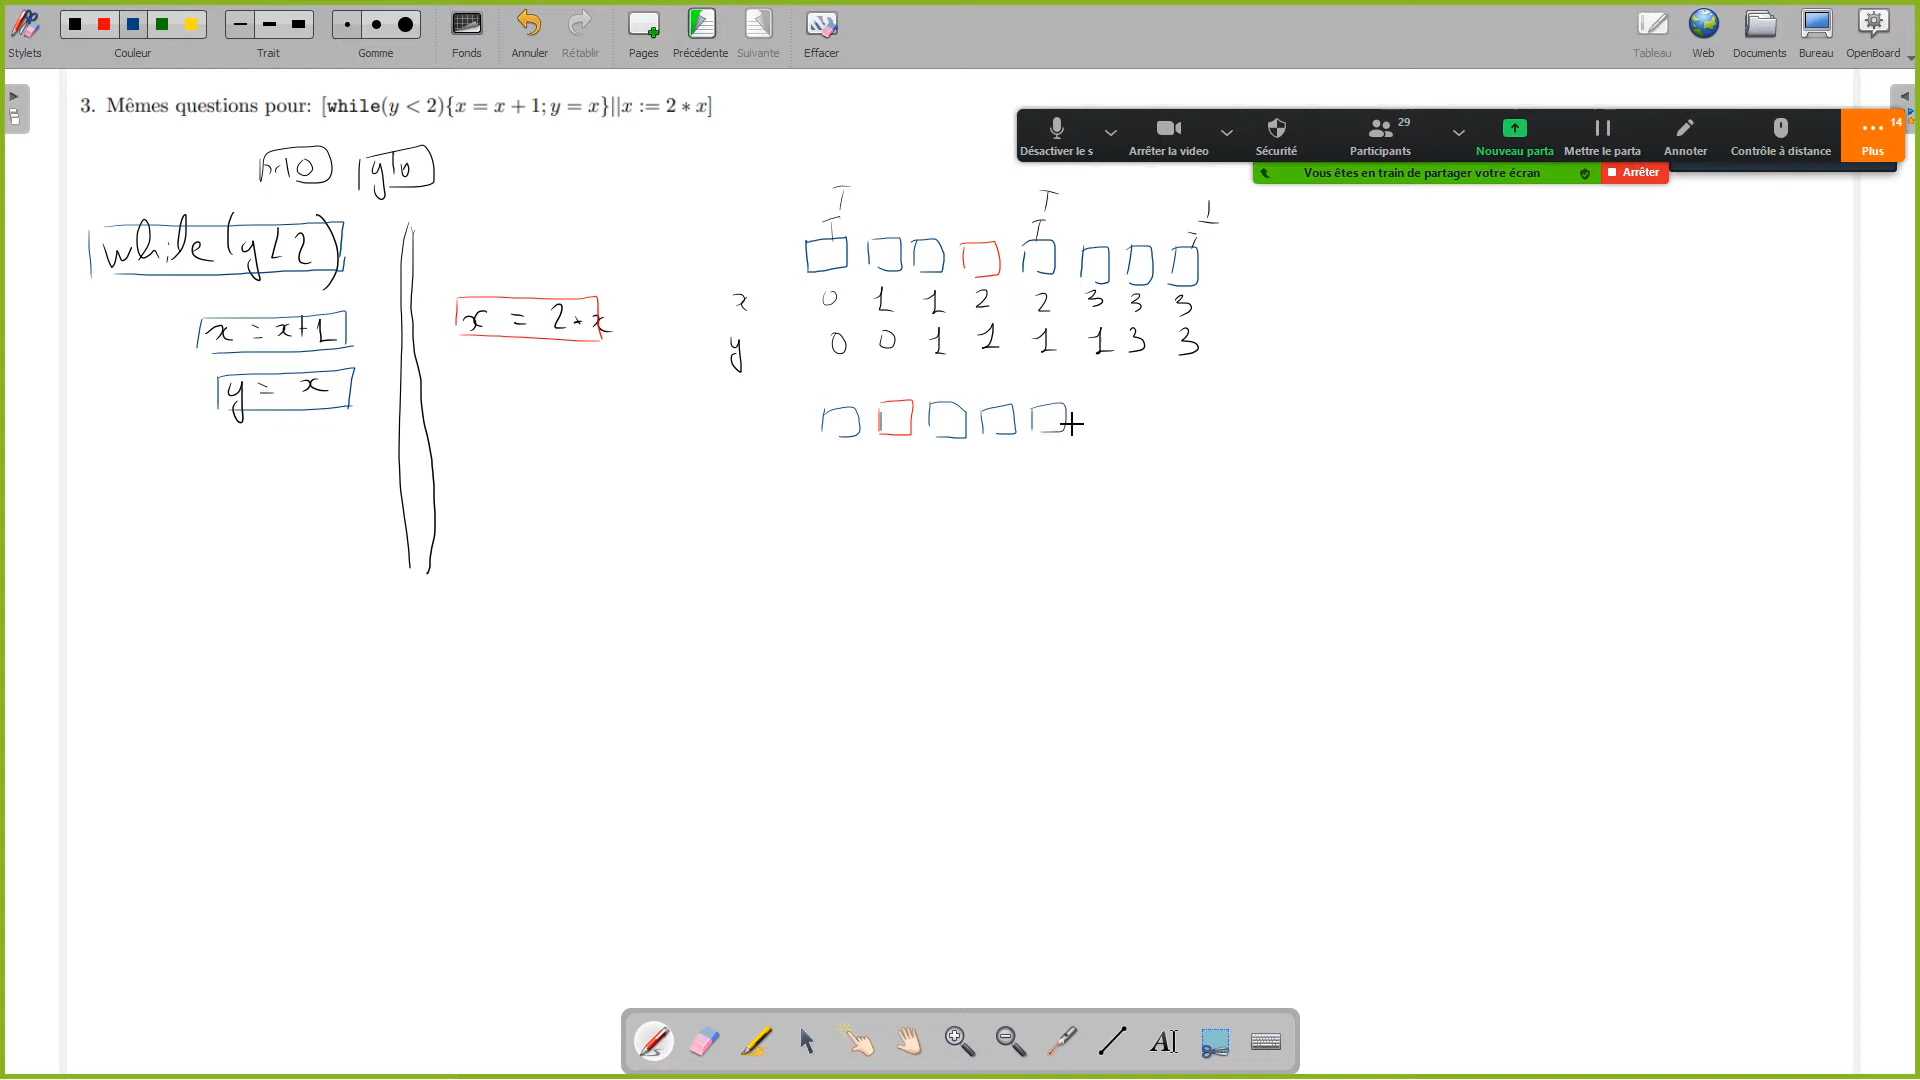 Stylets Couleur Trait Gomme Fonds Annuler Rétablir Pages Précédente Suivante Effacer Tableau Web Documents Bureau OpenBoard
3. Mêmes questions pour: [while(y < 2){x = x + 1; y = x}||x := 2 * x]
Désactiver le s Arrêter la video Sécurité 29 Participants Nouveau parta Mettre le parta Annoter Contrôle à distance 14 Plus
Vous êtes en train de partager votre écran Arrêter
while (y < 2)
x = x+1
y = x
x = 2*x
T T
T T
x 0 1 1 2 2 3 3 3
y 0 0 1 1 1 1 3 3